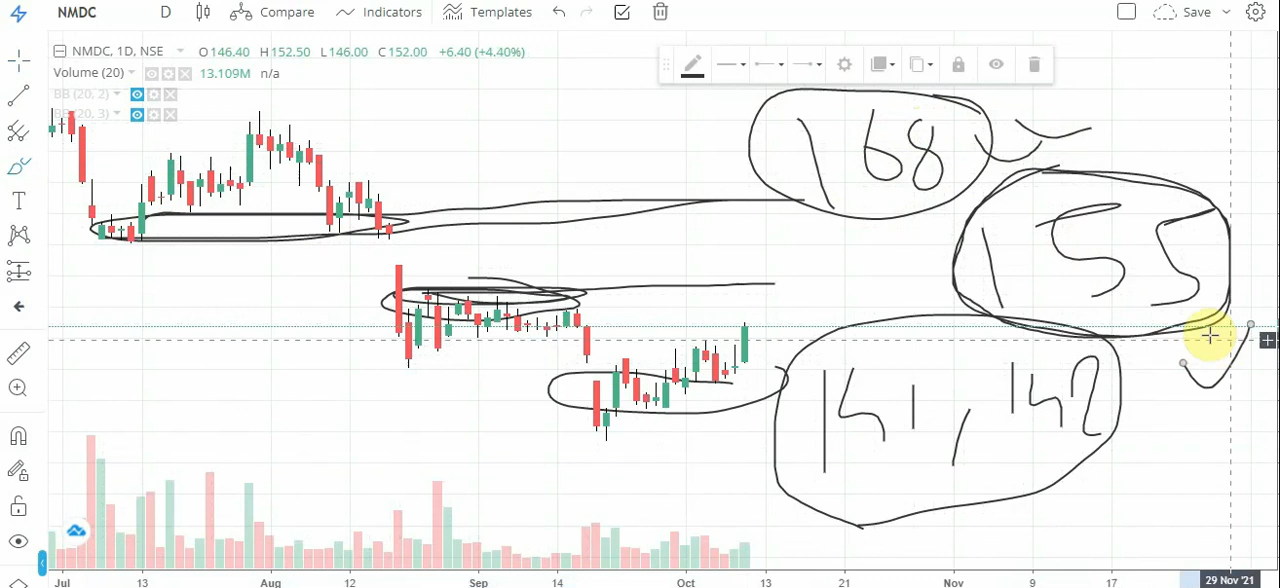 NMDC D Compare Indicators Templates Save
NMDC, 1D, NSE O146.40 H152.50 L146.00 C152.00 +6.40 (+4.40%)
Volume (20) 13.109M n/a
BB (20, 2)
BB (20, 3)
168
155
141, 142
Jul 13 Aug 12 Sep 14 Oct 13 21 Nov 9 17 29 Nov '21